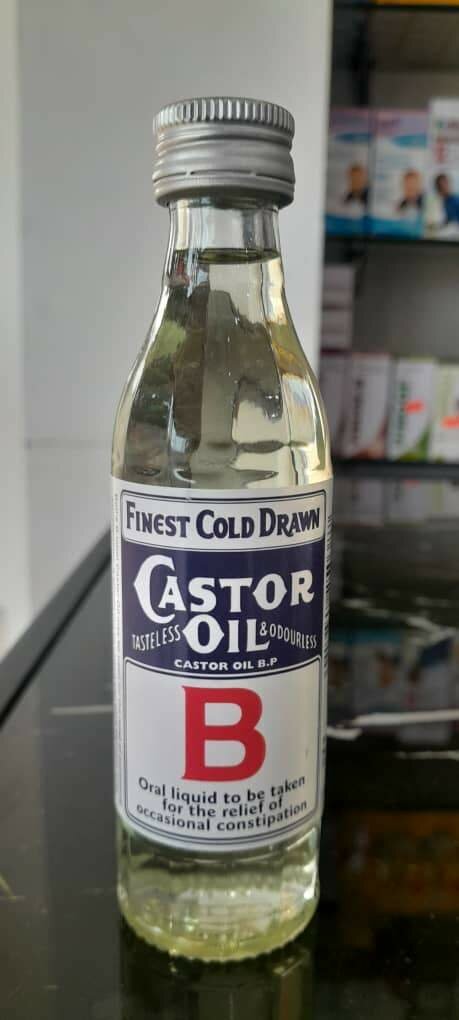 FINEST COLD DRAWN
CASTOR
TASTELESS OIL & ODOURLESS
CASTOR OIL B.P
B
Oral liquid to be taken
for the relief of
occasional constipation